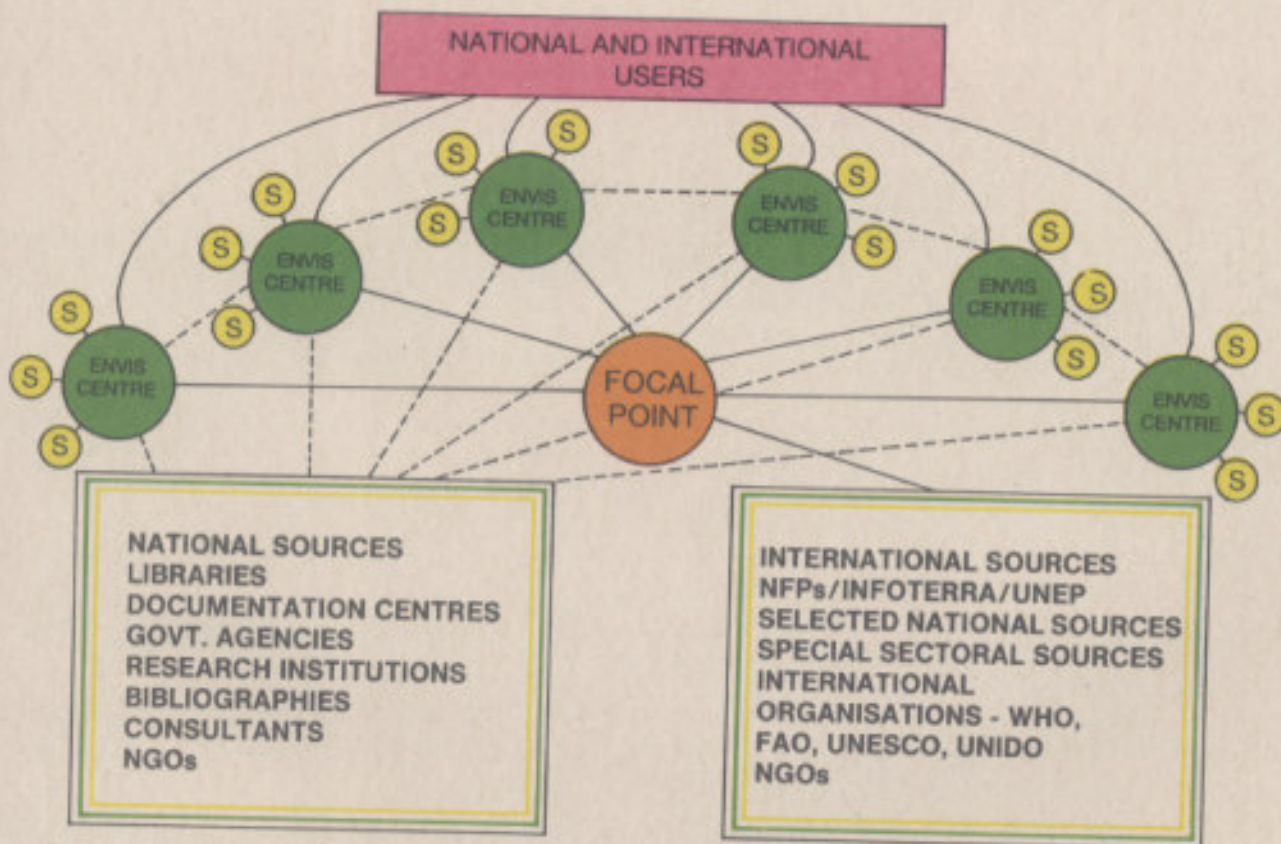 NATIONAL AND INTERNATIONAL
USERS
S
S
S
ENVIS
CENTRE
S
S
S
ENVIS
CENTRE
S
S
S
ENVIS
CENTRE
S
S
S
ENVIS
CENTRE
S
S
S
ENVIS
CENTRE
S
S
S
ENVIS
CENTRE
FOCAL
POINT
NATIONAL SOURCES
LIBRARIES
DOCUMENTATION CENTRES
GOVT. AGENCIES
RESEARCH INSTITUTIONS
BIBLIOGRAPHIES
CONSULTANTS
NGOs
INTERNATIONAL SOURCES
NFPs/INFOTERRA/UNEP
SELECTED NATIONAL SOURCES
SPECIAL SECTORAL SOURCES
INTERNATIONAL
ORGANISATIONS - WHO,
FAO, UNESCO, UNIDO
NGOs